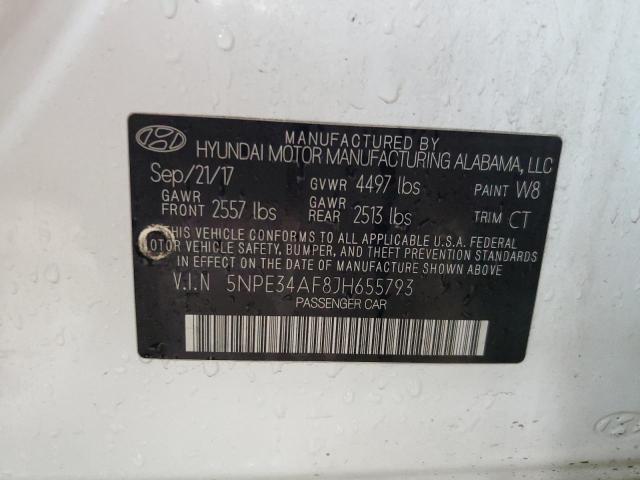 MANUFACTURED BY
HYUNDAI MOTOR MANUFACTURING ALABAMA, LLC
Sep/21/17 GVWR 4497 lbs PAINT W8
GAWR FRONT 2557 lbs GAWR REAR 2513 lbs TRIM CT
THIS VEHICLE CONFORMS TO ALL APPLICABLE U.S.A. FEDERAL
MOTOR VEHICLE SAFETY, BUMPER, AND THEFT PREVENTION STANDARDS
IN EFFECT ON THE DATE OF MANUFACTURE SHOWN ABOVE.
V.I.N 5NPE34AF8JH655793
PASSENGER CAR